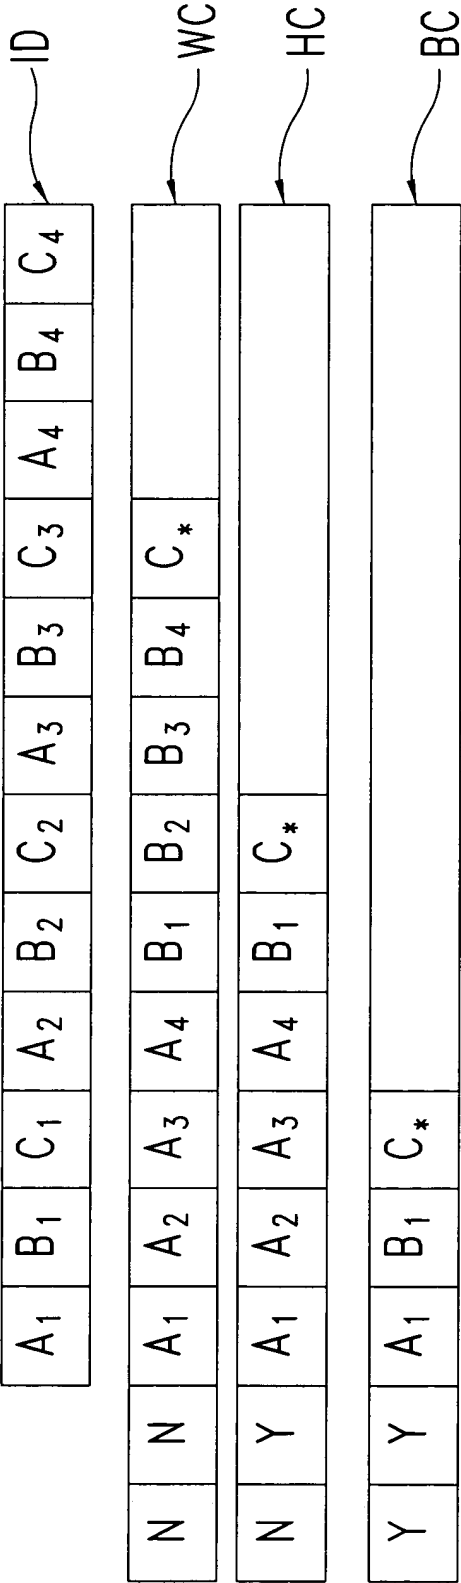 A1 B1 C1 A2 B2 C2 A3 B3 C3 A4 B4 C4 ID
N N A1 A2 A3 A4 B1 B2 B3 B4 C* WC
N Y A1 A2 A3 A4 B1 C* HC
Y Y A1 B1 C* BC